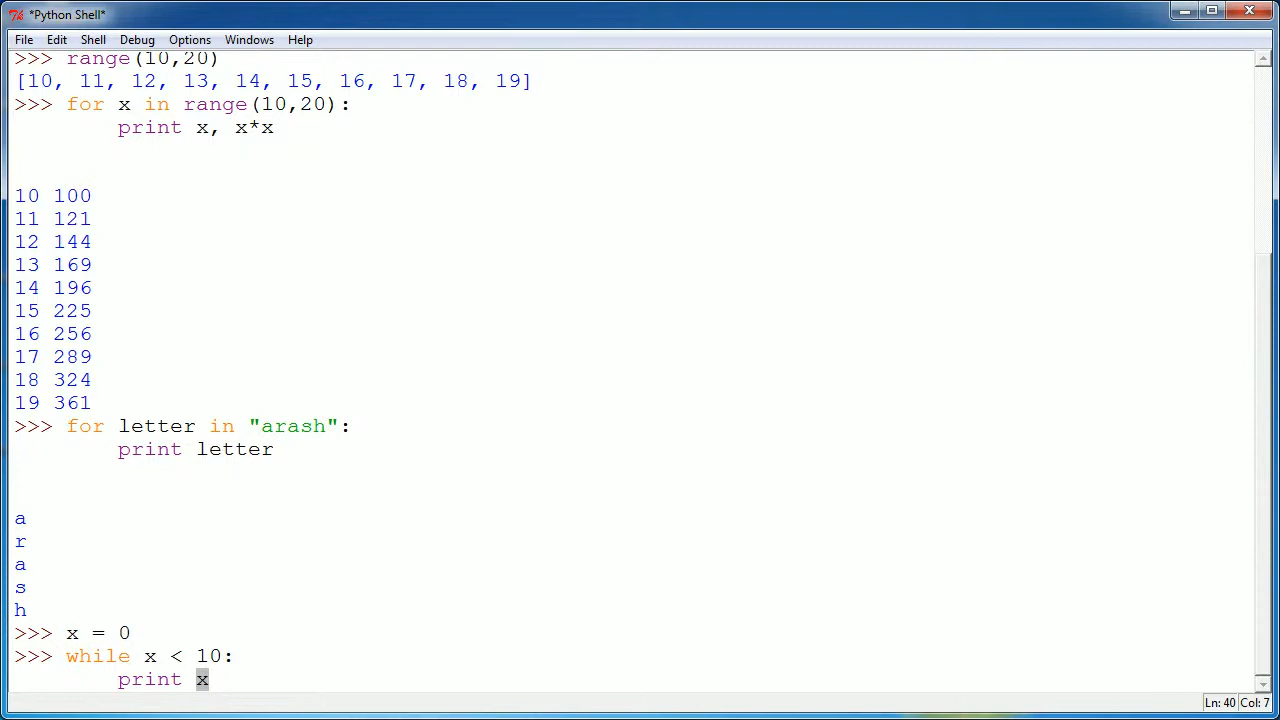 *Python Shell*
File Edit Shell Debug Options Windows Help
>>> range(10,20)
[10, 11, 12, 13, 14, 15, 16, 17, 18, 19]
>>> for x in range(10,20):
        print x, x*x
10 100
11 121
12 144
13 169
14 196
15 225
16 256
17 289
18 324
19 361
>>> for letter in "arash":
        print letter
a
r
a
s
h
>>> x = 0
>>> while x < 10:
        print x
Ln: 40 Col: 7